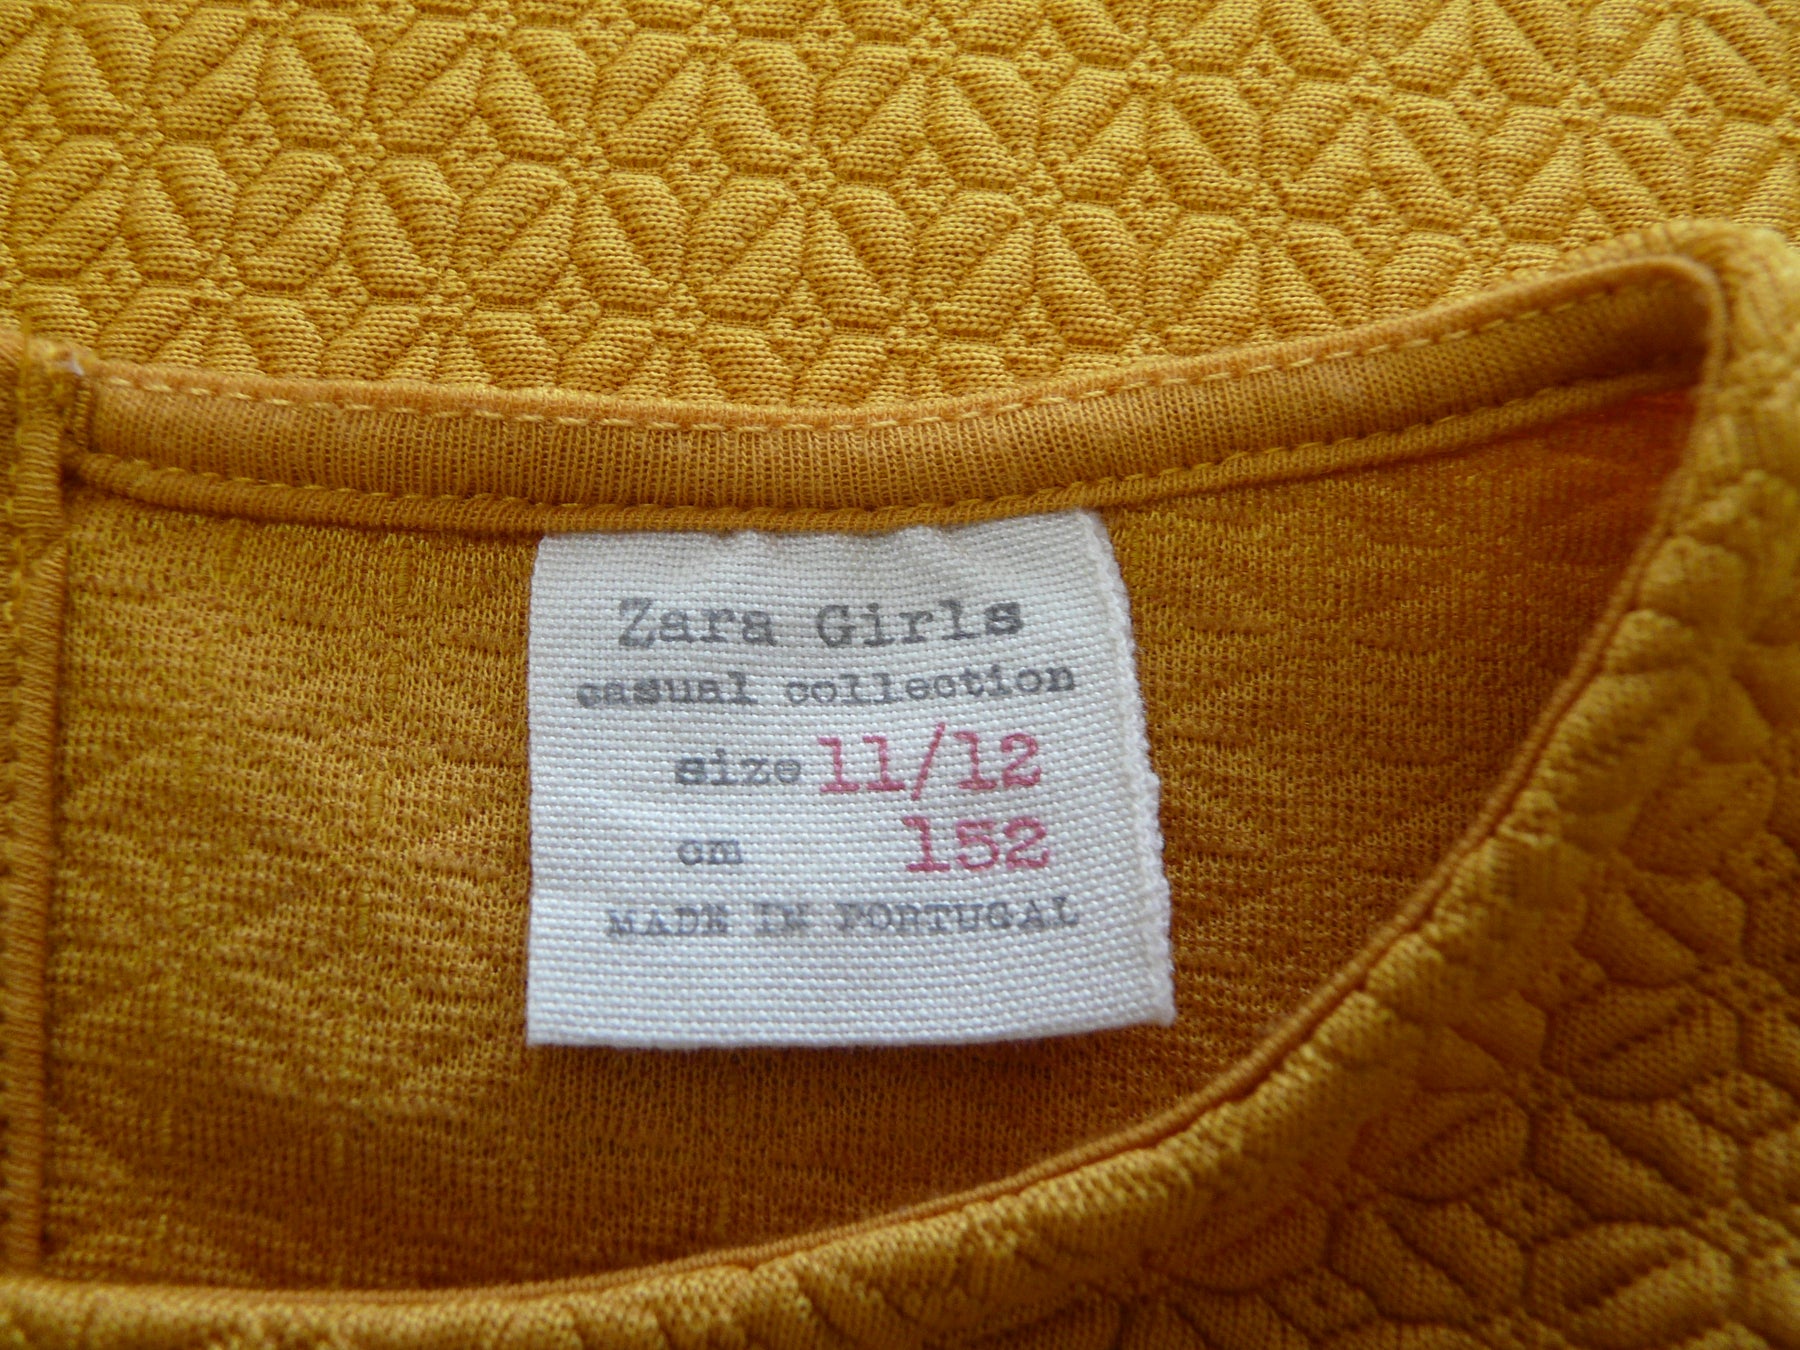 Zara Girls
casual collection
size 11/12
cm 152
MADE IN PORTUGAL